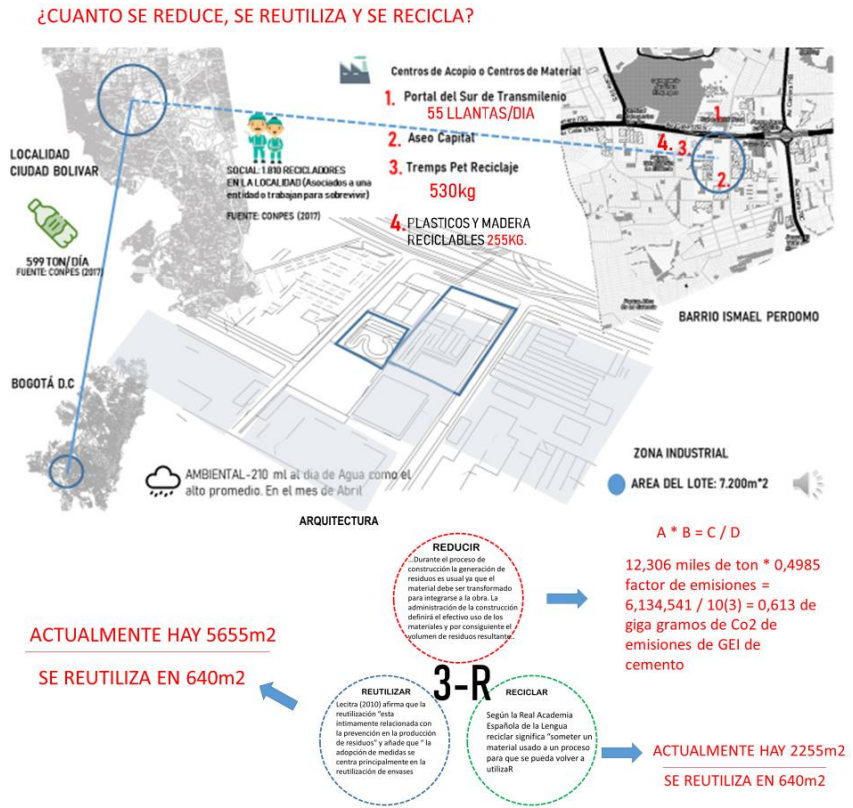 ¿CUANTO SE REDUCE, SE REUTILIZA Y SE RECICLA?
Centros de Acopio o Centros de Material
1. Portal del Sur de Transmilenio
55 LLANTAS/DIA
2. Aseo Capital
3. Tremps Pet Reciclaje
530kg
4. PLASTICOS Y MADERA
RECICLABLES 255KG.
LOCALIDAD
CIUDAD BOLIVAR
SOCIAL: 1.810 RECICLADORES
EN LA LOCALIDAD (Asociados a una
entidad o trabajan para sobrevivir)
FUENTE: CONPES (2017)
599 TON/DÍA
FUENTE: CONPES (2017)
1
4. 3.
2.
BARRIO ISMAEL PERDOMO
BOGOTÁ D.C
AMBIENTAL-210 ml al dia de Agua como el
alto promedio. En el mes de Abril
ZONA INDUSTRIAL
AREA DEL LOTE: 7.200m*2
ARQUITECTURA
REDUCIR
...Durante el proceso de
construcción la generación de
residuos es usual ya que el
material debe ser transformado
para integrarse a la obra. La
administración de la construcción
definirá el efectivo uso de los
materiales y por consiguiente el
volumen de residuos resultante..
A * B = C / D
12,306 miles de ton * 0,4985
factor de emisiones =
6,134,541 / 10(3) = 0,613 de
giga gramos de Co2 de
emisiones de GEI de
cemento
ACTUALMENTE HAY 5655m2
SE REUTILIZA EN 640m2
3-R
REUTILIZAR
Lecitra (2010) afirma que la
reutilización "esta
íntimamente relacionada con
la prevención en la producción
de residuos" y añade que " la
adopción de medidas se
centra principalmente en la
reutilización de envases
RECICLAR
Según la Real Academia
Española de la Lengua
reciclar significa "someter un
material usado a un proceso
para que se pueda volver a
utilizaR
ACTUALMENTE HAY 2255m2
SE REUTILIZA EN 640m2